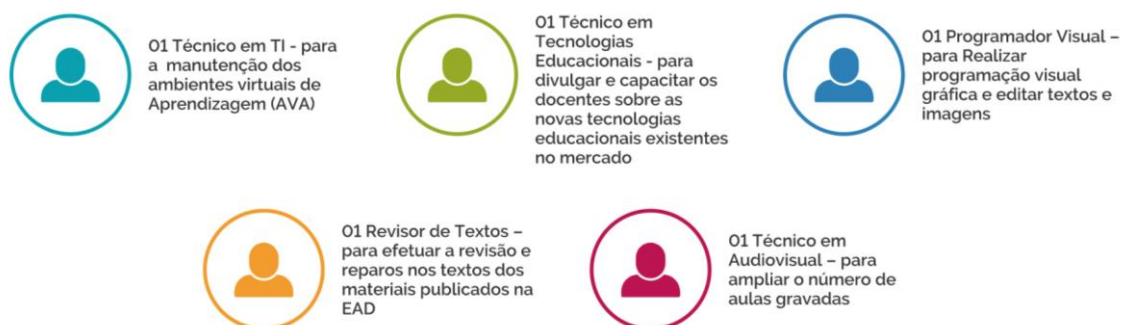 01 Técnico em TI - para
a manutenção dos
ambientes virtuais de
Aprendizagem (AVA)
01 Técnico em
Tecnologias
Educacionais - para
divulgar e capacitar os
docentes sobre as
novas tecnologias
educacionais existentes
no mercado
01 Programador Visual –
para Realizar
programação visual
gráfica e editar textos e
imagens
01 Revisor de Textos –
para efetuar a revisão e
reparos nos textos dos
materiais publicados na
EAD
01 Técnico em
Audiovisual – para
ampliar o número de
aulas gravadas